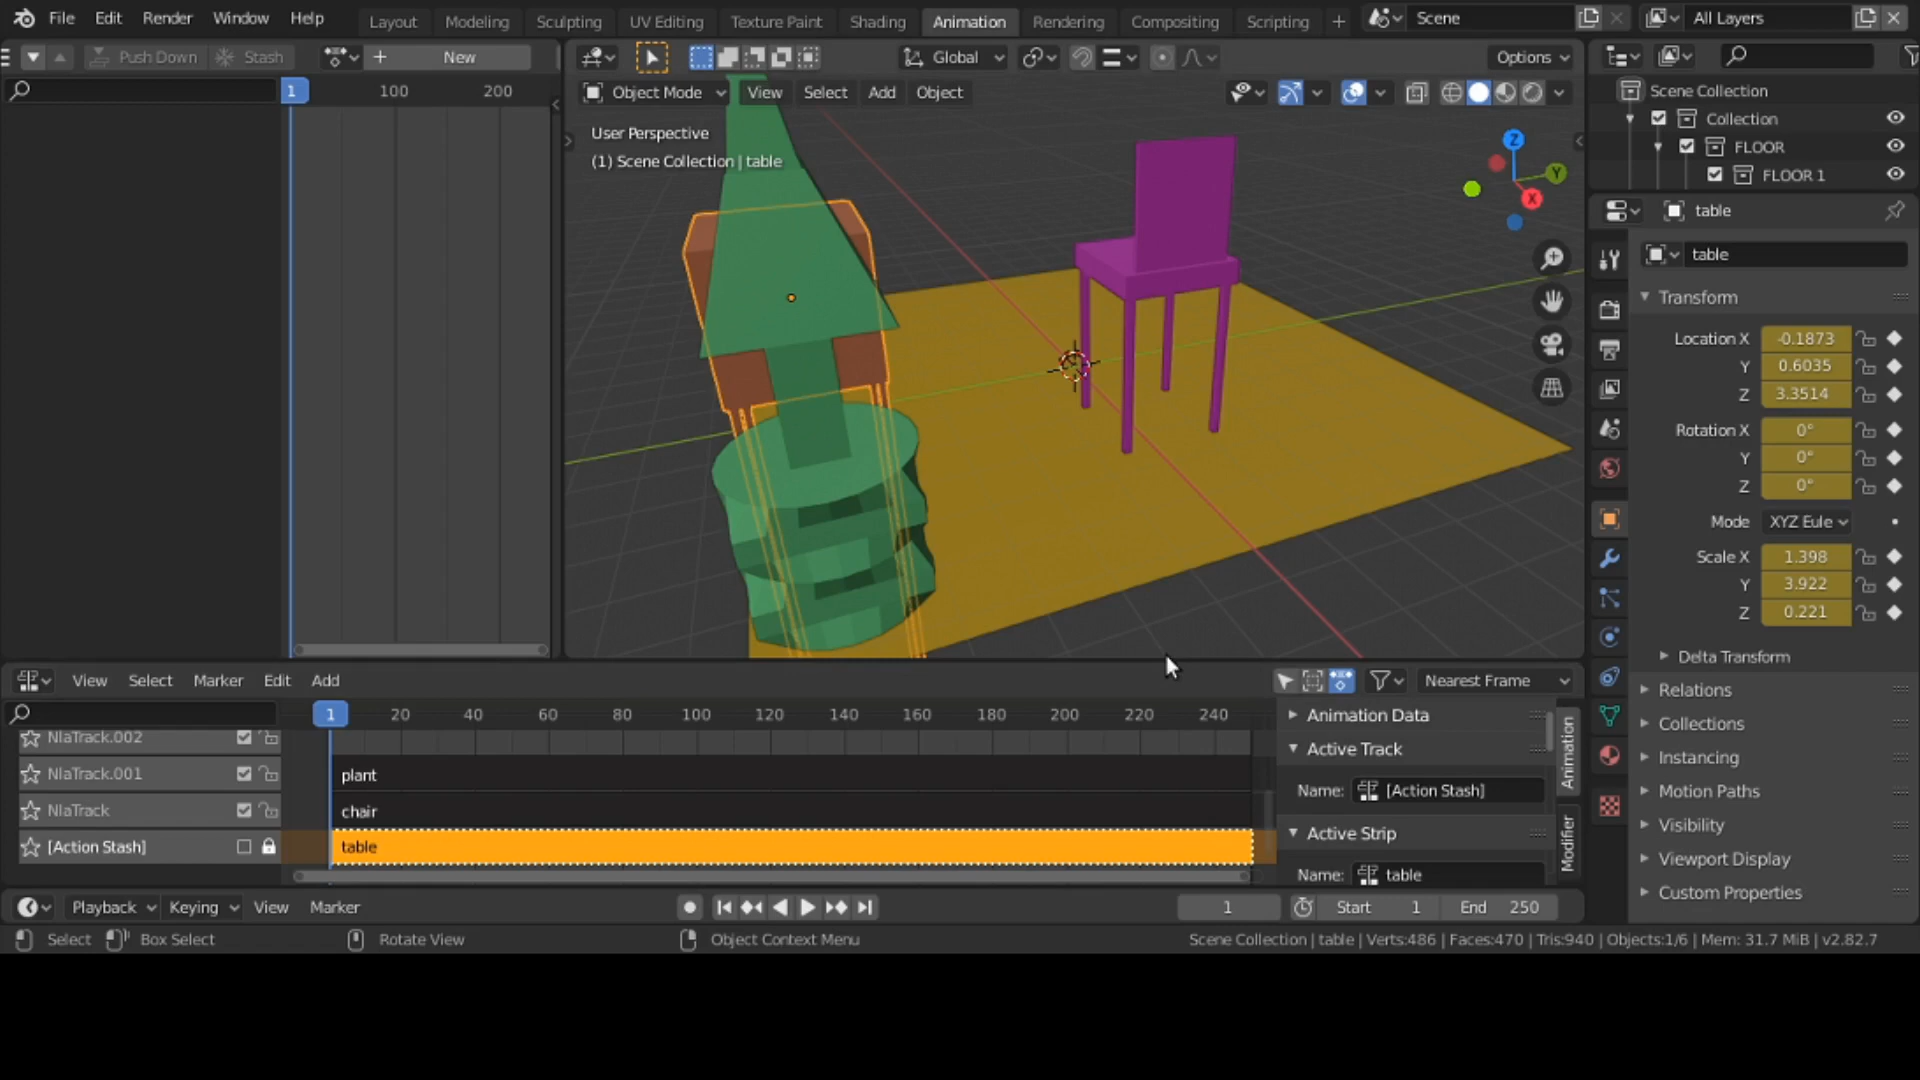 File Edit Render Window Help Layout Modeling Sculpting UV Editing Texture Paint Shading Animation Rendering Compositing Scripting + Scene All Layers
Push Down Stash + New Global Options
1 100 200
Object Mode View Select Add Object
User Perspective
(1) Scene Collection | table
Z
Y
X
Scene Collection
Collection
FLOOR
FLOOR 1
table
table
Transform
Location X -0.1873
Y 0.6035
Z 3.3514
Rotation X 0°
Y 0°
Z 0°
Mode XYZ Eule
Scale X 1.398
Y 3.922
Z 0.221
Delta Transform
Relations
Collections
Instancing
Motion Paths
Visibility
Viewport Display
Custom Properties
View Select Marker Edit Add Nearest Frame
1 20 40 60 80 100 120 140 160 180 200 220 240
NlaTrack.002
NlaTrack.001 plant
NlaTrack chair
[Action Stash] table
Animation Data
Active Track
Name: [Action Stash]
Active Strip
Name: table
Animation
Modifier
Playback Keying View Marker 1 Start 1 End 250
Select Box Select Rotate View Object Context Menu Scene Collection | table | Verts:486 | Faces:470 | Tris:940 | Objects:1/6 | Mem: 31.7 MiB | v2.82.7